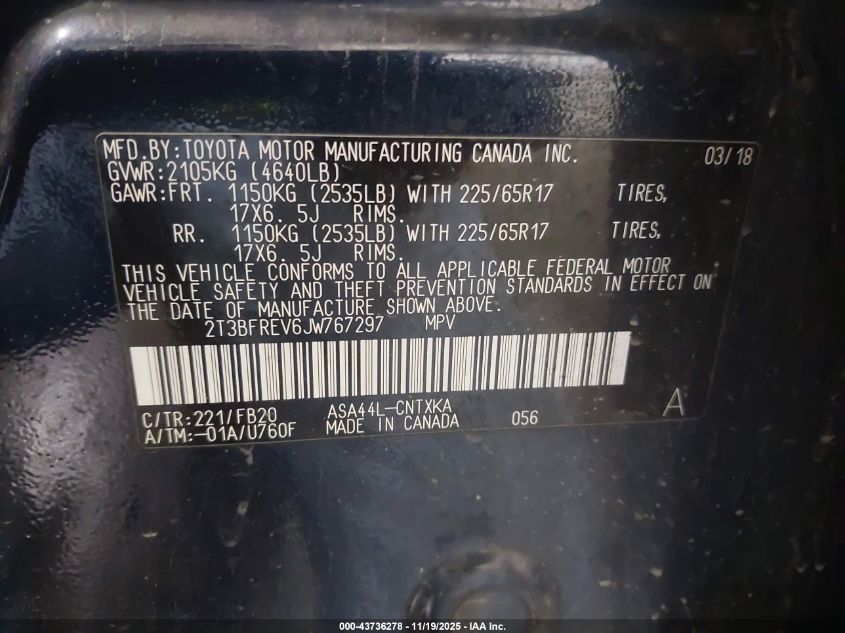 MFD.BY:TOYOTA MOTOR MANUFACTURING CANADA INC. 03/18
GVWR:2105KG (4640LB)
GAWR:FRT. 1150KG (2535LB) WITH 225/65R17 TIRES,
17X6. 5J RIMS.
RR. 1150KG (2535LB) WITH 225/65R17 TIRES,
17X6. 5J RIMS.
THIS VEHICLE CONFORMS TO ALL APPLICABLE FEDERAL MOTOR
VEHICLE SAFETY AND THEFT PREVENTION STANDARDS IN EFFECT ON
THE DATE OF MANUFACTURE SHOWN ABOVE.
2T3BFREV6JW767297 MPV
C/TR:221/FB20 ASA44L-CNTXKA
A/TM:-01A/U760F MADE IN CANADA 056 A
000-43736278 - 11/19/2025 - IAA Inc.